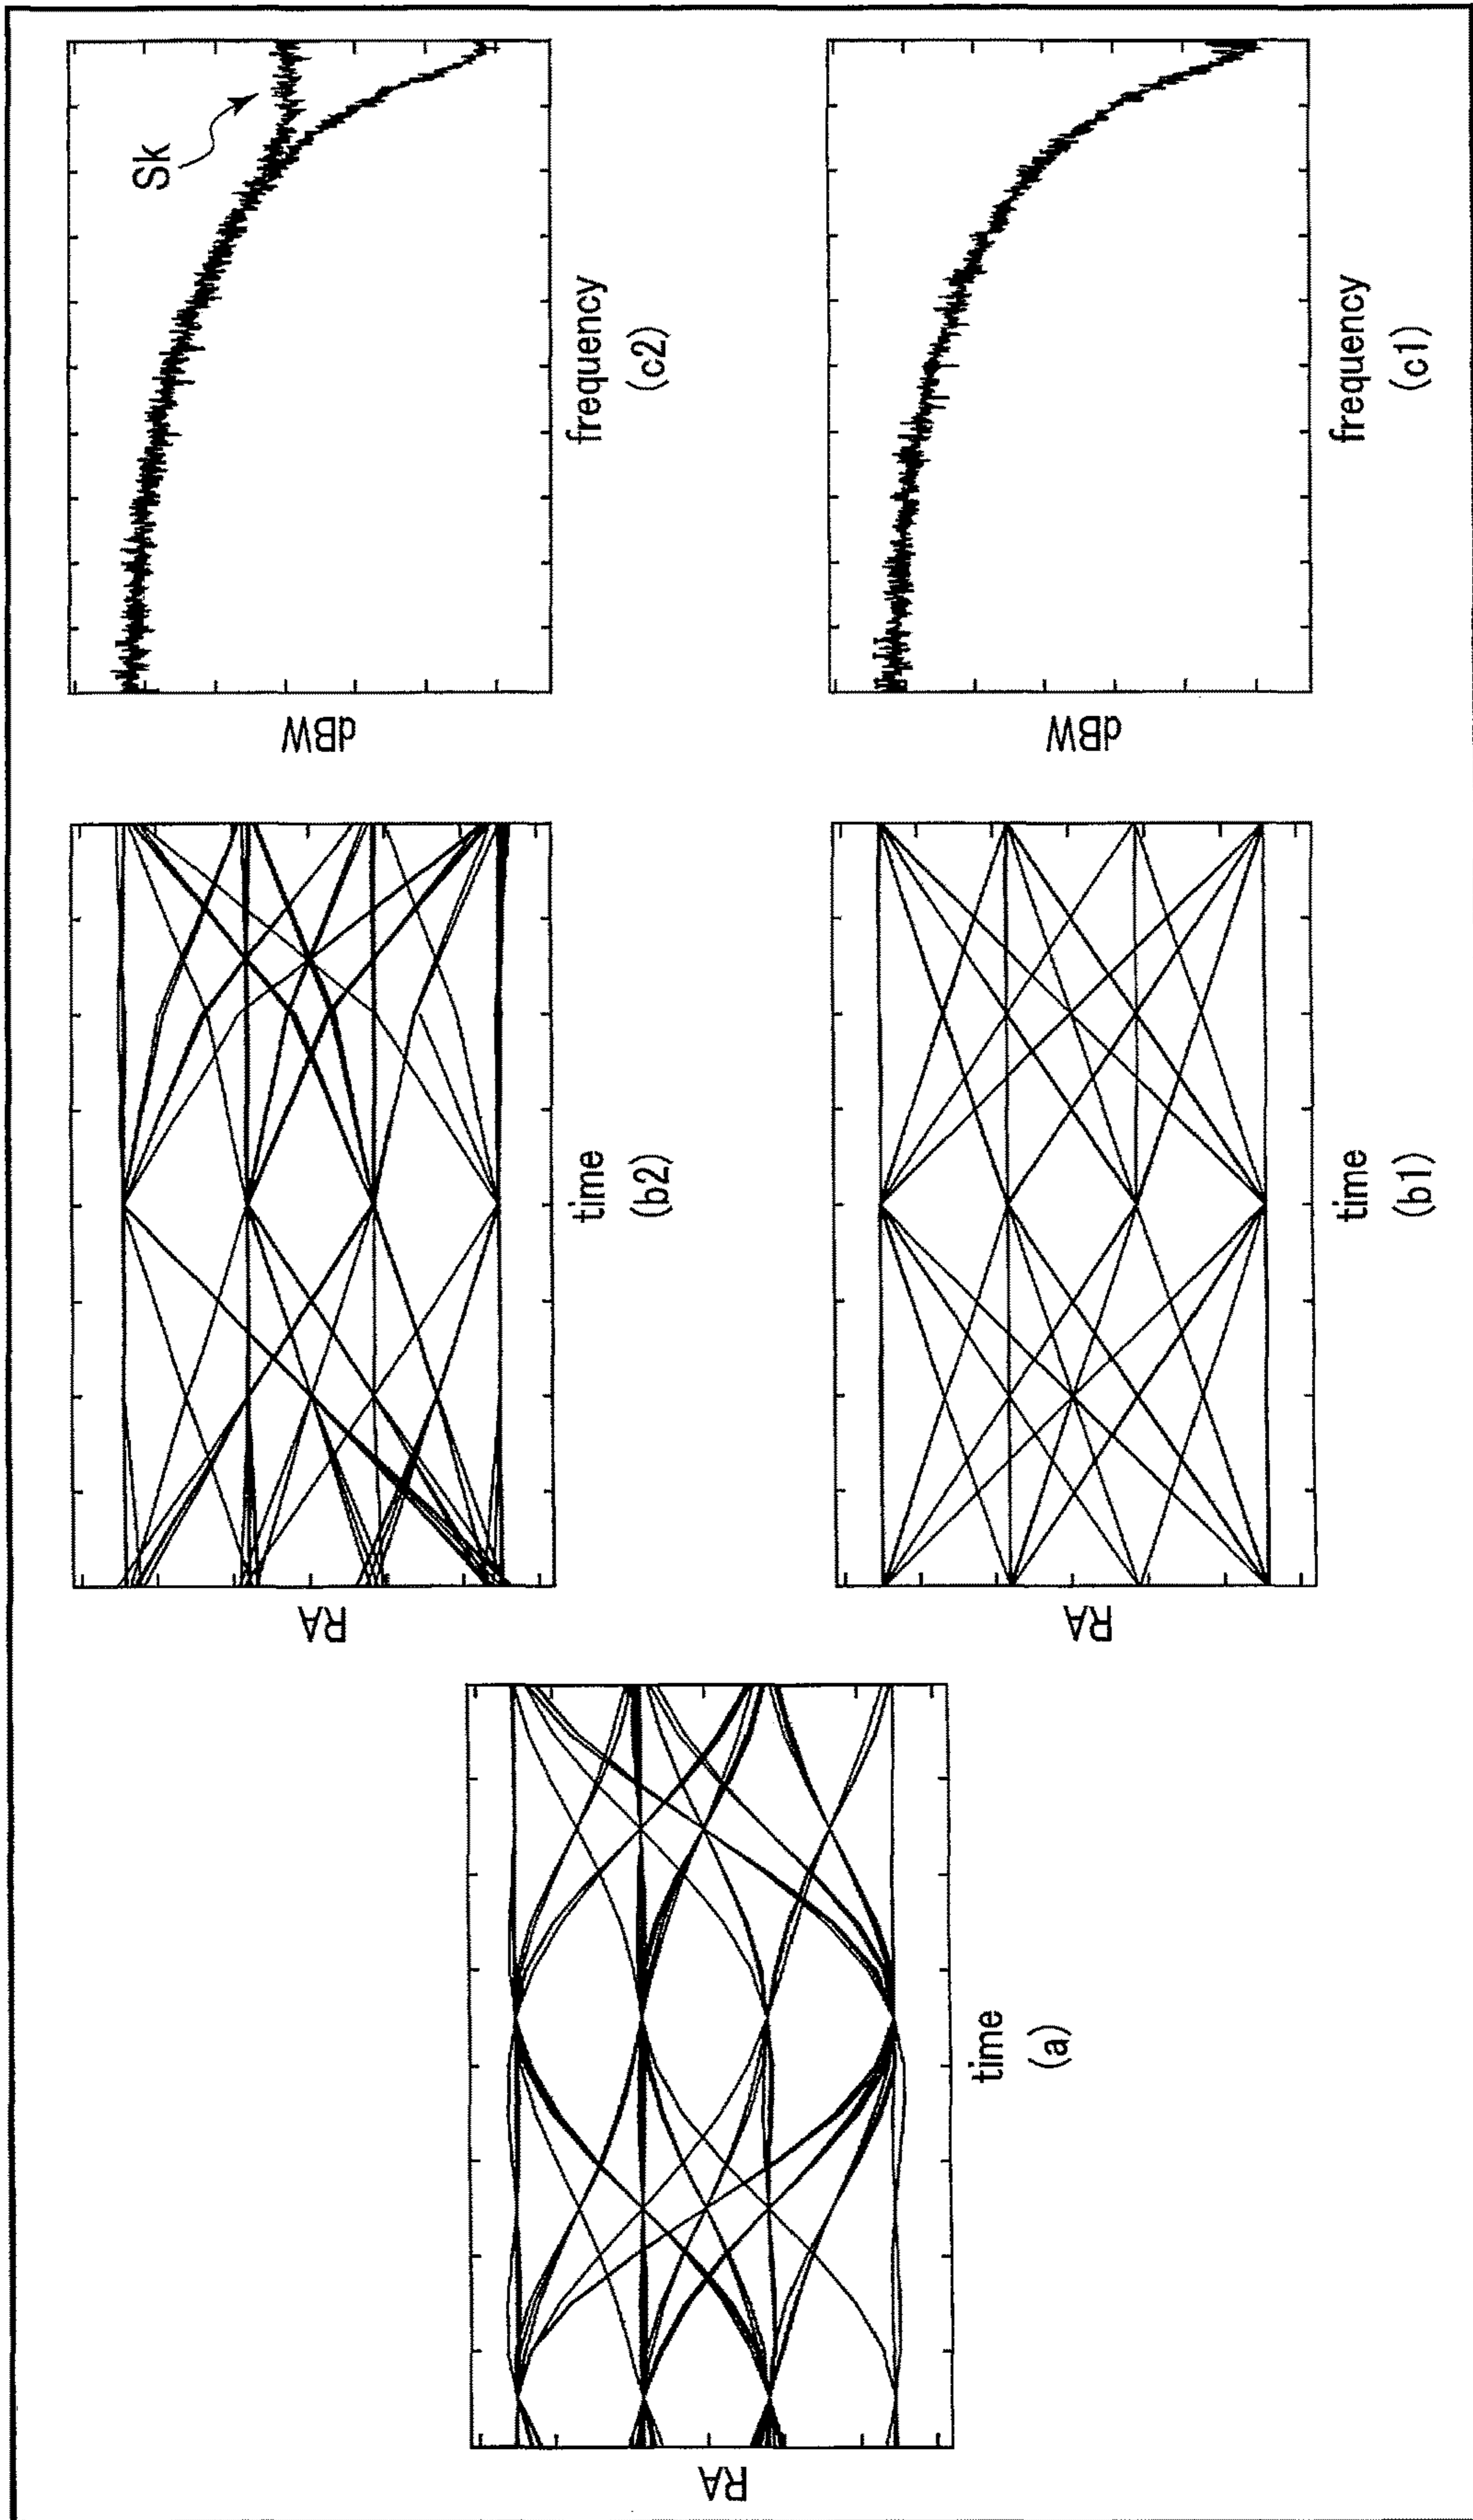 RA
time
(a)
RA
time
(b2)
RA
time
(b1)
Sk
dBW
frequency
(c2)
dBW
frequency
(c1)